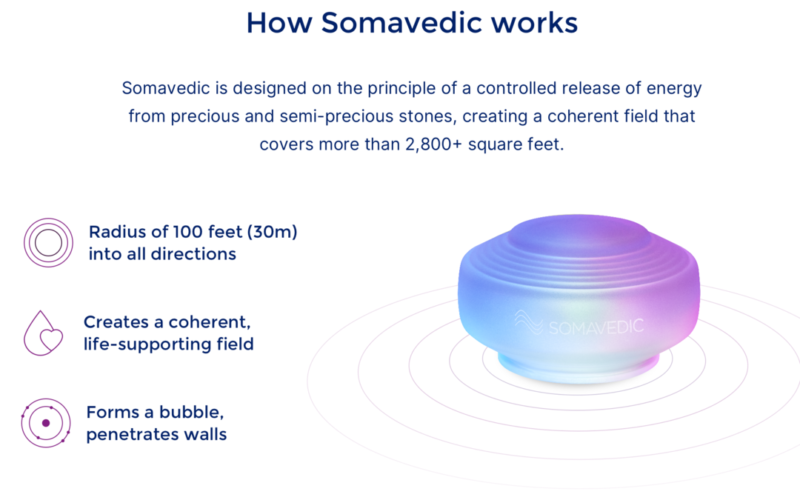 How Somavedic works
Somavedic is designed on the principle of a controlled release of energy
from precious and semi-precious stones, creating a coherent field that
covers more than 2,800+ square feet.
Radius of 100 feet (30m)
into all directions
Creates a coherent,
life-supporting field
Forms a bubble,
penetrates walls
SOMAVEDIC